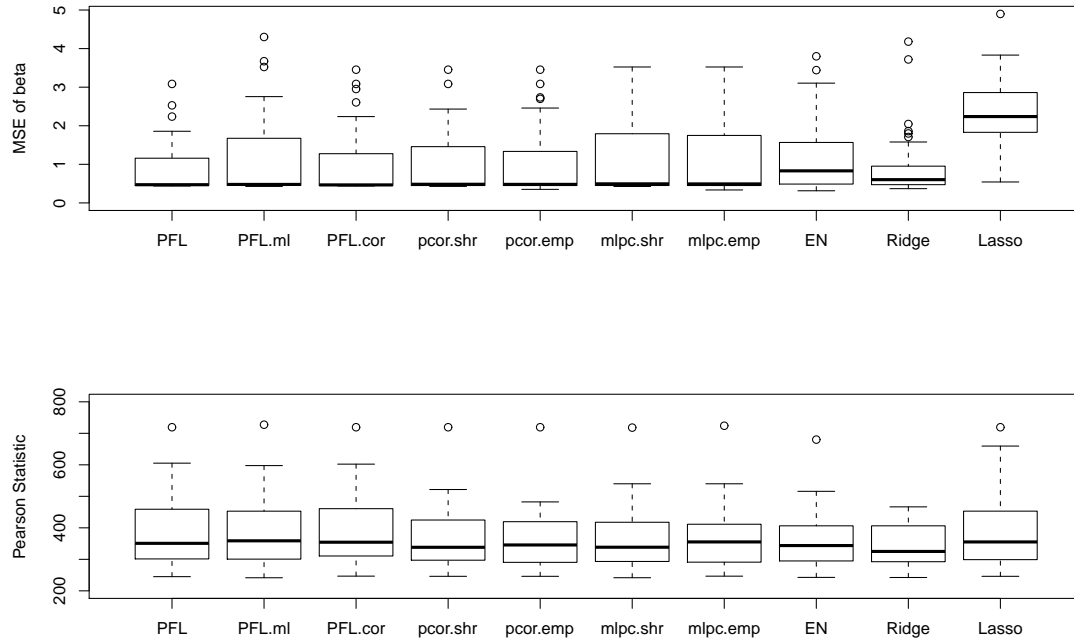 MSE of beta
5
4
3
2
1
0
PFL PFL.ml PFL.cor pcor.shr pcor.emp mlpc.shr mlpc.emp EN Ridge Lasso
Pearson Statistic
800
600
400
200
PFL PFL.ml PFL.cor pcor.shr pcor.emp mlpc.shr mlpc.emp EN Ridge Lasso